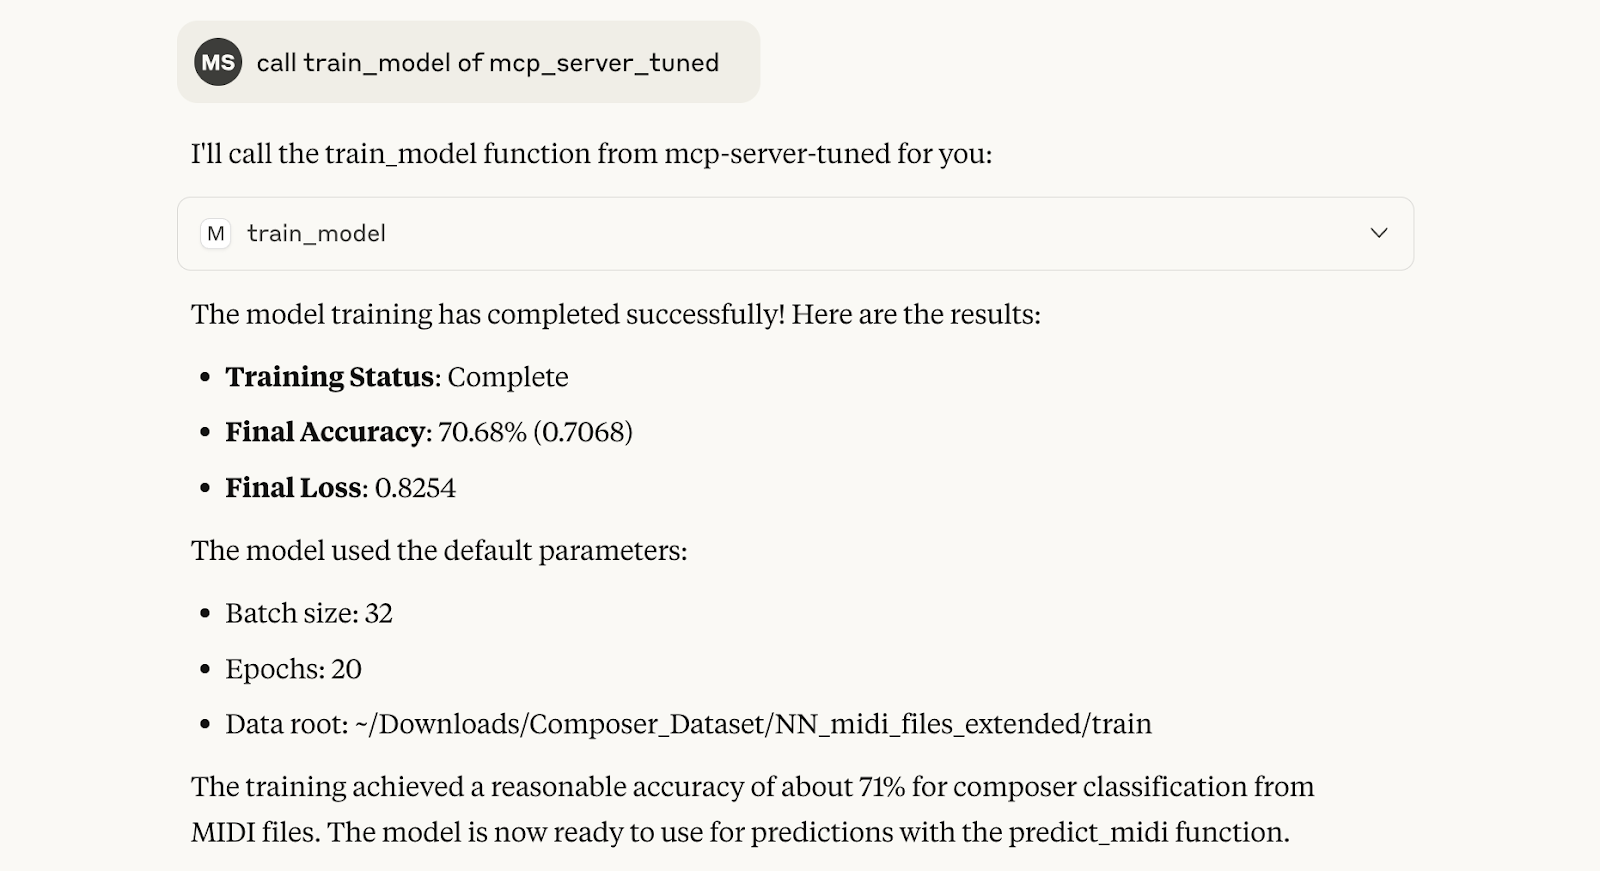 MS call train_model of mcp_server_tuned
I'll call the train_model function from mcp-server-tuned for you:
M train_model
The model training has completed successfully! Here are the results:
• Training Status: Complete
• Final Accuracy: 70.68% (0.7068)
• Final Loss: 0.8254
The model used the default parameters:
• Batch size: 32
• Epochs: 20
• Data root: ~/Downloads/Composer_Dataset/NN_midi_files_extended/train
The training achieved a reasonable accuracy of about 71% for composer classification from
MIDI files. The model is now ready to use for predictions with the predict_midi function.